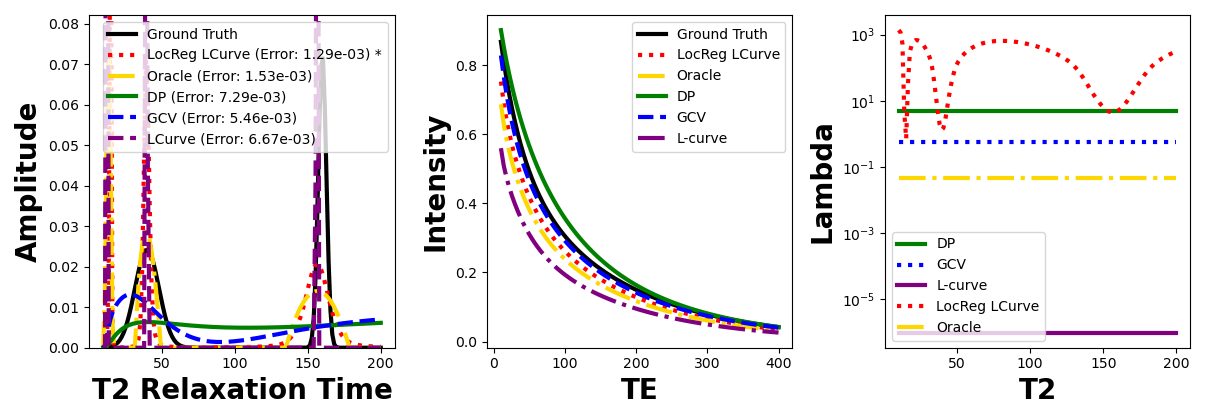 Amplitude
0.08
0.07
0.06
0.05
0.04
0.03
0.02
0.01
0.00
Ground Truth
LocReg LCurve (Error: 1.29e-03) *
Oracle (Error: 1.53e-03)
DP (Error: 7.29e-03)
GCV (Error: 5.46e-03)
LCurve (Error: 6.67e-03)
50 100 150 200
T2 Relaxation Time
Intensity
0.8
0.6
0.4
0.2
0.0
Ground Truth
LocReg LCurve
Oracle
DP
GCV
L-curve
0 100 200 300 400
TE
Lambda
10³
10¹
10⁻¹
10⁻³
10⁻⁵
DP
GCV
L-curve
LocReg LCurve
Oracle
50 100 150 200
T2